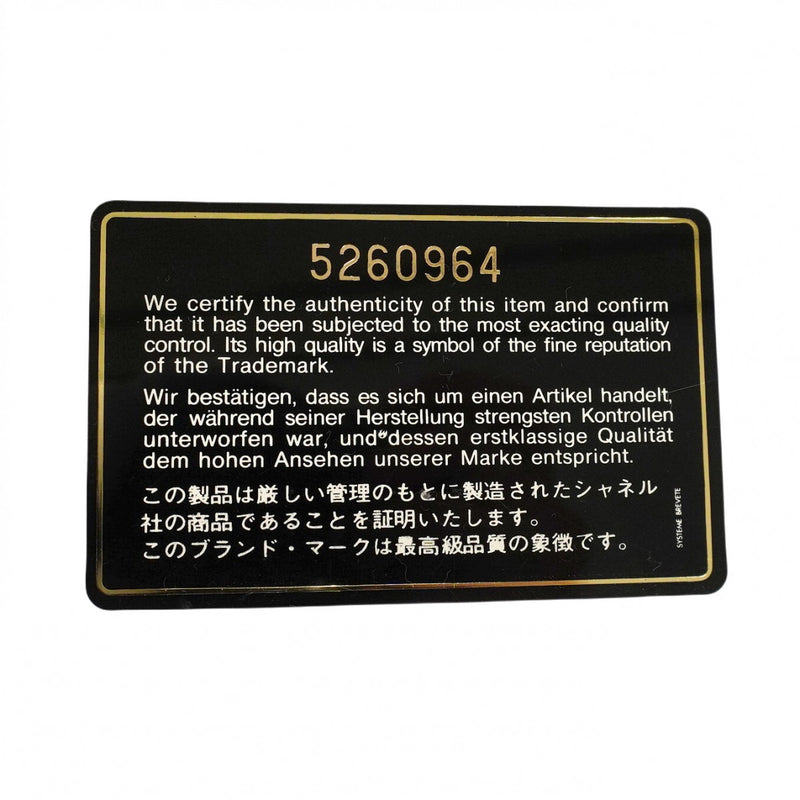 5260964
We certify the authenticity of this item and confirm
that it has been subjected to the most exacting quality
control. Its high quality is a symbol of the fine reputation
of the Trademark.
Wir bestätigen, dass es sich um einen Artikel handelt,
der während seiner Herstellung strengsten Kontrollen
unterworfen war, und dessen erstklassige Qualität
dem hohen Ansehen unserer Marke entspricht.
この製品は厳しい管理のもとに製造されたシャネル
社の商品であることを証明いたします。
このブランド・マークは最高級品質の象徴です。
SYSTEME BREVETE